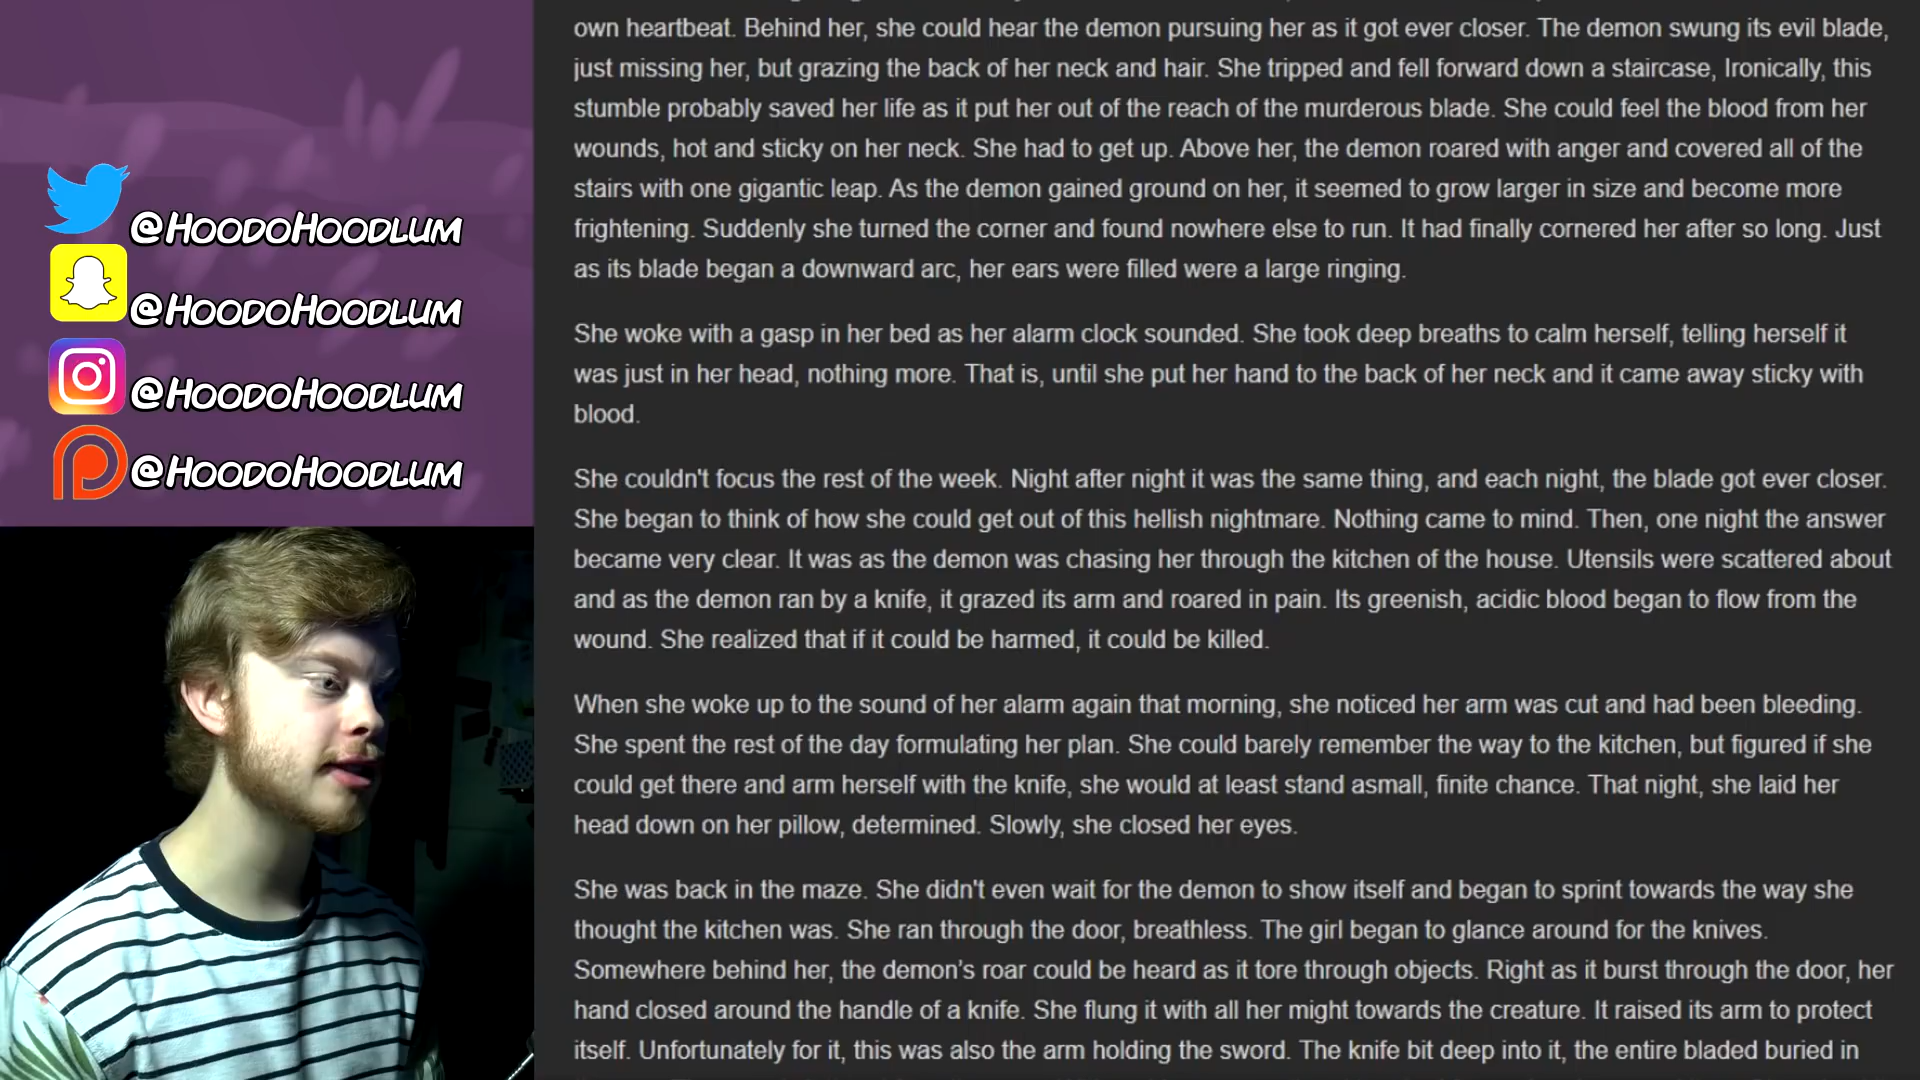 @HoodoHoodlum
@HoodoHoodlum
@HoodoHoodlum
@HoodoHoodlum
own heartbeat. Behind her, she could hear the demon pursuing her as it got ever closer. The demon swung its evil blade,
just missing her, but grazing the back of her neck and hair. She tripped and fell forward down a staircase, Ironically, this
stumble probably saved her life as it put her out of the reach of the murderous blade. She could feel the blood from her
wounds, hot and sticky on her neck. She had to get up. Above her, the demon roared with anger and covered all of the
stairs with one gigantic leap. As the demon gained ground on her, it seemed to grow larger in size and become more
frightening. Suddenly she turned the corner and found nowhere else to run. It had finally cornered her after so long. Just
as its blade began a downward arc, her ears were filled were a large ringing.
She woke with a gasp in her bed as her alarm clock sounded. She took deep breaths to calm herself, telling herself it
was just in her head, nothing more. That is, until she put her hand to the back of her neck and it came away sticky with
blood.
She couldn't focus the rest of the week. Night after night it was the same thing, and each night, the blade got ever closer.
She began to think of how she could get out of this hellish nightmare. Nothing came to mind. Then, one night the answer
became very clear. It was as the demon was chasing her through the kitchen of the house. Utensils were scattered about
and as the demon ran by a knife, it grazed its arm and roared in pain. Its greenish, acidic blood began to flow from the
wound. She realized that if it could be harmed, it could be killed.
When she woke up to the sound of her alarm again that morning, she noticed her arm was cut and had been bleeding.
She spent the rest of the day formulating her plan. She could barely remember the way to the kitchen, but figured if she
could get there and arm herself with the knife, she would at least stand asmall, finite chance. That night, she laid her
head down on her pillow, determined. Slowly, she closed her eyes.
She was back in the maze. She didn't even wait for the demon to show itself and began to sprint towards the way she
thought the kitchen was. She ran through the door, breathless. The girl began to glance around for the knives.
Somewhere behind her, the demon's roar could be heard as it tore through objects. Right as it burst through the door, her
hand closed around the handle of a knife. She flung it with all her might towards the creature. It raised its arm to protect
itself. Unfortunately for it, this was also the arm holding the sword. The knife bit deep into it, the entire bladed buried in